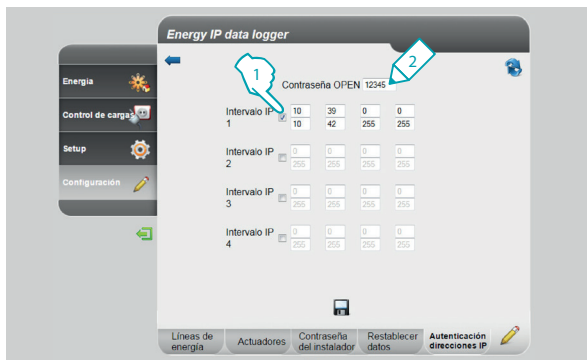 Energy IP data logger
1
2
Contraseña OPEN 12345
Energía
Control de carga
Setup
Configuración
Intervalo IP 10 39 0 0
1 10 42 255 255
Intervalo IP 0 0 0 0
2 255 255 255 255
Intervalo IP 0 0 0 0
3 255 255 255 255
Intervalo IP 0 0 0 0
4 255 255 255 255
Líneas de energía
Actuadores
Contraseña del instalador
Restablecer datos
Autenticación direcciones IP